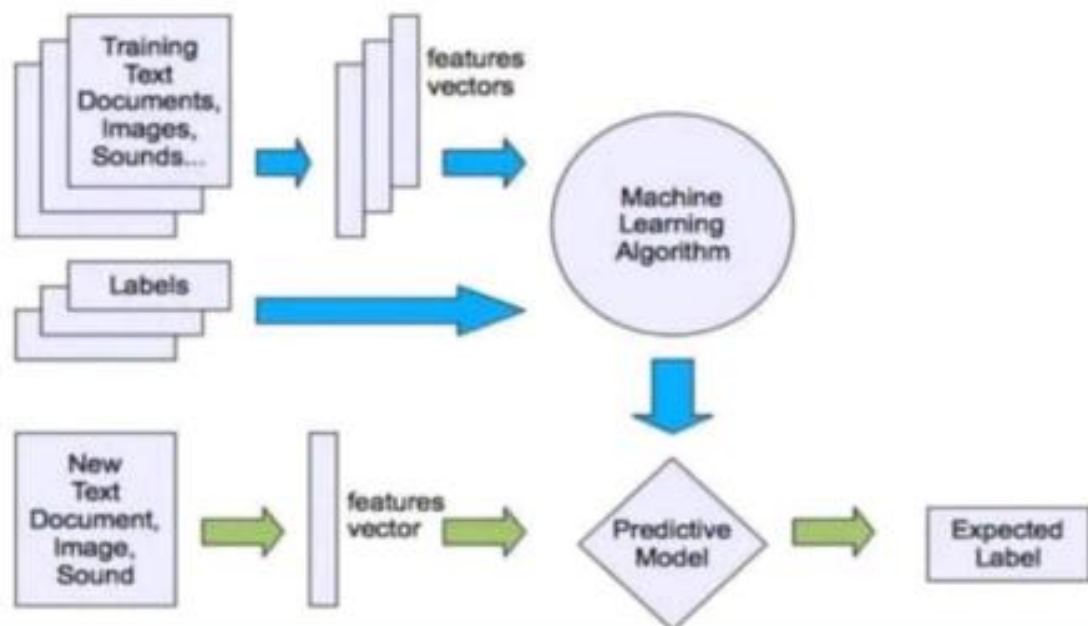 Training
Text
Documents,
Images,
Sounds...
features
vectors
Machine
Learning
Algorithm
Labels
New
Text
Document,
Image,
Sound
features
vector
Predictive
Model
Expected
Label